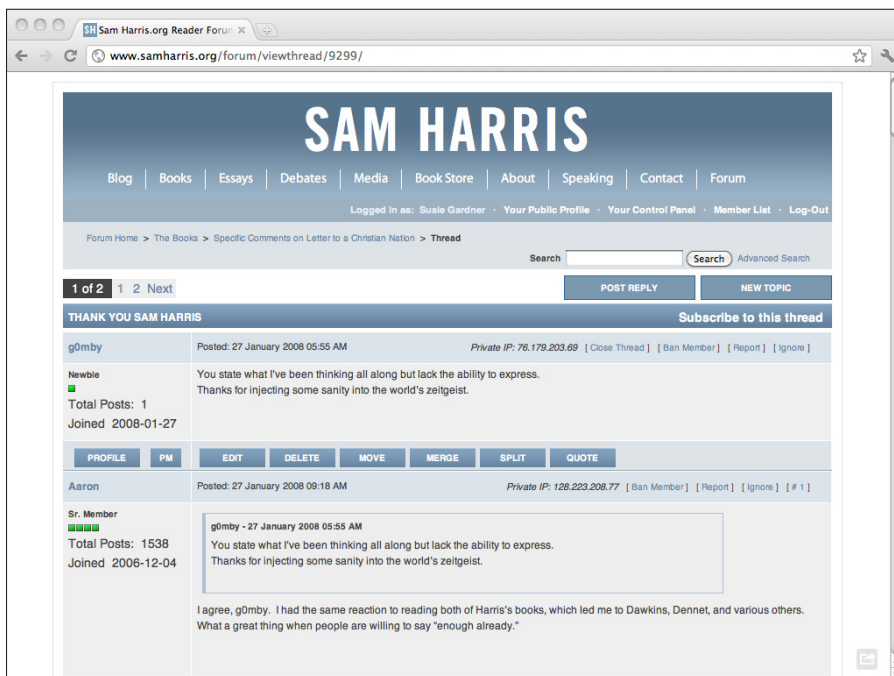 SH Sam Harris.org Reader Forun
www.samharris.org/forum/viewthread/9299/
SAM HARRIS
Blog Books Essays Debates Media Book Store About Speaking Contact Forum
Logged in as: Susie Gardner · Your Public Profile · Your Control Panel · Member List · Log-Out
Forum Home > The Books > Specific Comments on Letter to a Christian Nation > Thread
Search Search Advanced Search
1 of 2 1 2 Next POST REPLY NEW TOPIC
THANK YOU SAM HARRIS Subscribe to this thread
g0mby Posted: 27 January 2008 05:55 AM Private IP: 76.179.203.69 [ Close Thread ] [ Ban Member ] [ Report ] [ Ignore ]
Newbie
Total Posts: 1
Joined 2008-01-27
You state what I've been thinking all along but lack the ability to express.
Thanks for injecting some sanity into the world's zeitgeist.
PROFILE PM EDIT DELETE MOVE MERGE SPLIT QUOTE
Aaron Posted: 27 January 2008 09:18 AM Private IP: 128.223.208.77 [ Ban Member ] [ Report ] [ Ignore ] [ # 1 ]
Sr. Member
Total Posts: 1538
Joined 2006-12-04
g0mby - 27 January 2008 05:55 AM
You state what I've been thinking all along but lack the ability to express.
Thanks for injecting some sanity into the world's zeitgeist.
I agree, g0mby. I had the same reaction to reading both of Harris's books, which led me to Dawkins, Dennet, and various others.
What a great thing when people are willing to say "enough already."